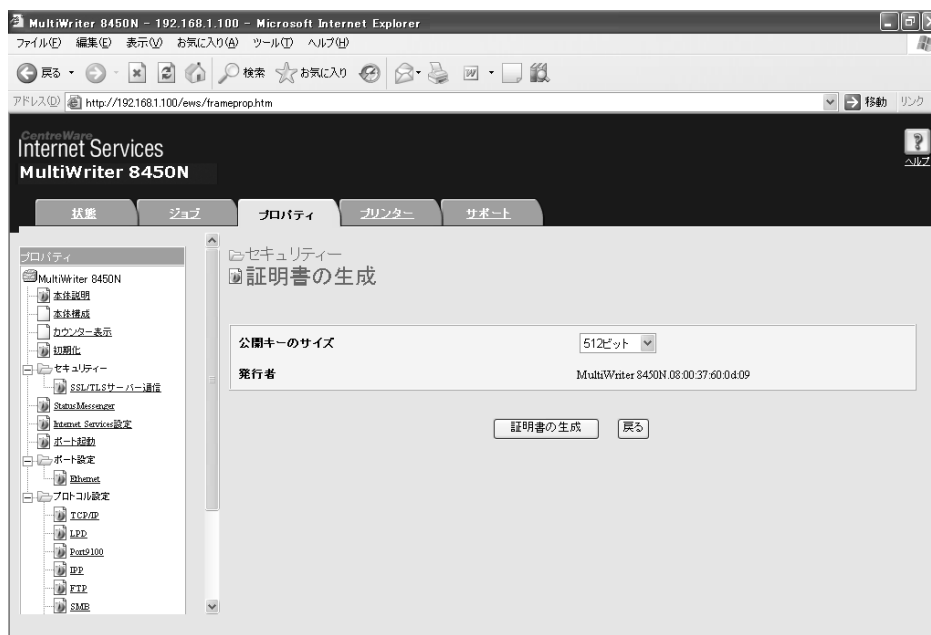 MultiWriter 8450N - 192.168.1.100 - Microsoft Internet Explorer
ファイル(F) 編集(E) 表示(V) お気に入り(A) ツール(T) ヘルプ(H)
戻る 検索 お気に入り
アドレス(D) http://192.168.1.100/ews/frameprop.htm 移動 リンク
CentreWare
Internet Services
MultiWriter 8450N
ヘルプ
状態 ジョブ プロパティ プリンター サポート
プロパティ
MultiWriter 8450N
本体説明
本体構成
カウンター表示
初期化
セキュリティー
SSL/TLSサーバー通信
StatusMessenger
Internet Services設定
ポート起動
ポート設定
Ethernet
プロトコル設定
TCP/IP
LPD
Port9100
IPP
FTP
SMB
セキュリティー
証明書の生成
公開キーのサイズ 512ビット
発行者 MultiWriter 8450N.08:00:37:60:0d:09
証明書の生成 戻る